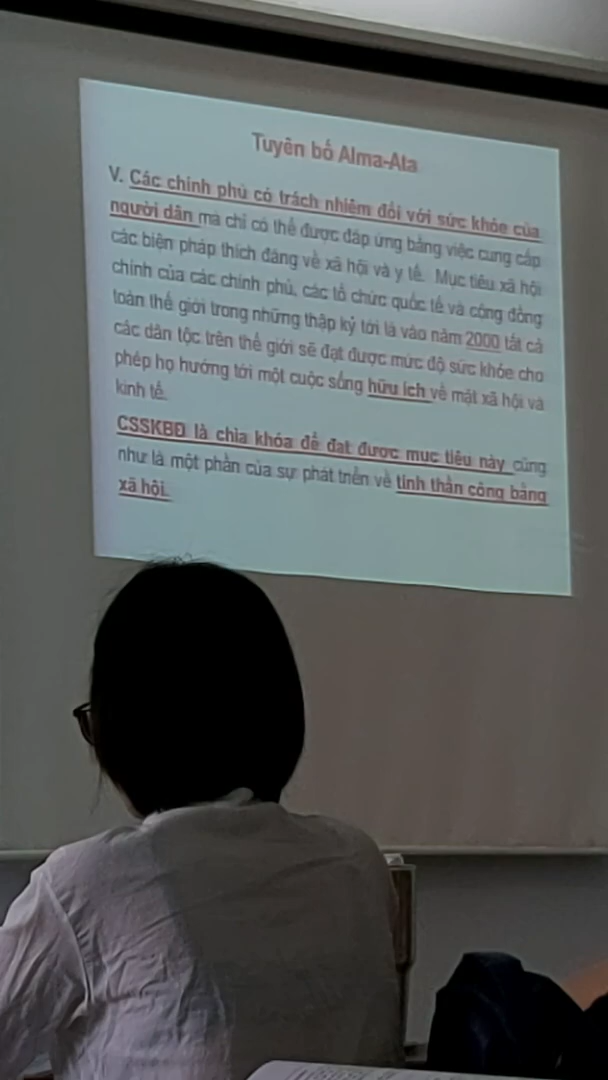 Tuyên bố Alma-Ata
V. Các chính phủ có trách nhiệm đối với sức khỏe của
người dân mà chỉ có thể được đáp ứng bằng việc cung cấp
các biện pháp thích đáng về xã hội và y tế. Mục tiêu xã hội
chính của các chính phủ, các tổ chức quốc tế và cộng đồng
toàn thế giới trong những thập kỷ tới là vào năm 2000 tất cả
các dân tộc trên thế giới sẽ đạt được mức độ sức khỏe cho
phép họ hướng tới một cuộc sống hữu ích về mặt xã hội và
kinh tế.
CSSKBĐ là chìa khóa để đạt được mục tiêu này cũng
như là một phần của sự phát triển về tinh thần công bằng
xã hội.